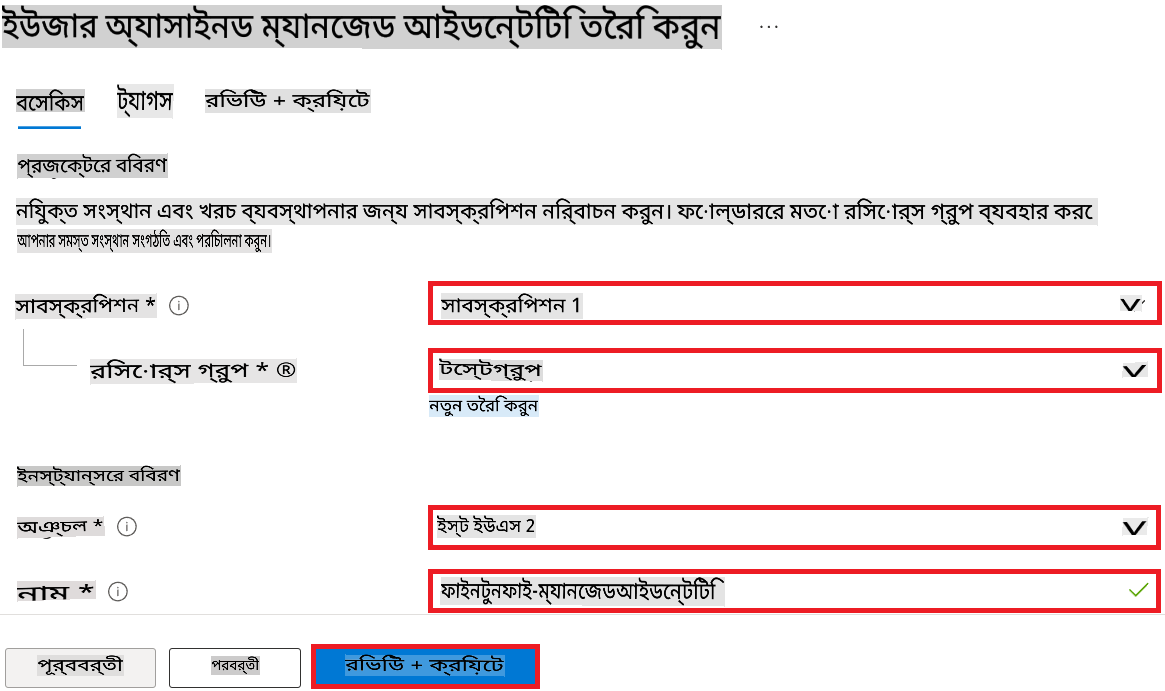 ইউজার অ্যাসাইনড ম্যানেজেড আইডেন্টিটি তৈরি করুন ...
বেসিকস ট্যাগস রিভিউ + ক্রিয়েট
প্রজেক্টের বিবরণ
নিযুক্ত সংস্থান এবং খরচ ব্যবস্থাপনার জন্য সাবস্ক্রিপশন নির্বাচন করুন। ফোল্ডারের মতো রিসোর্স গ্রুপ ব্যবহার করে
আপনার সমস্ত সংস্থান সংগঠিত এবং পরিচালনা করুন।
সাবস্ক্রিপশন * সাবস্ক্রিপশন 1
রিসোর্স গ্রুপ * ® টেস্টগ্রুপ
নতুন তৈরি করুন
ইনস্ট্যান্সের বিবরণ
অঞ্চল * ইস্ট ইউএস 2
নাম * ফাইনটুনফাই-ম্যানেজেডআইডেন্টিটি
পূর্ববর্তী পরবর্তী রিভিউ + ক্রিয়েট